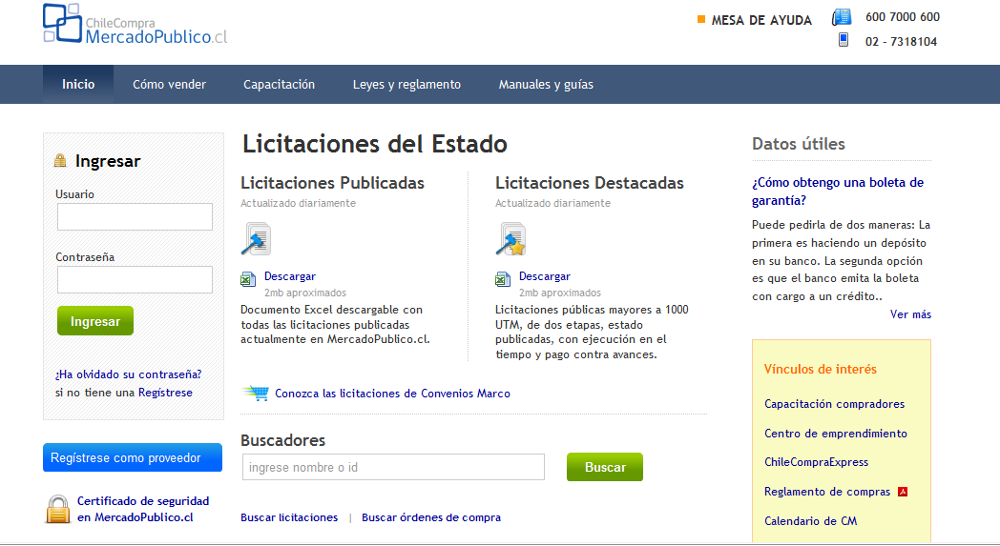 ChileCompra
MercadoPublico.cl
MESA DE AYUDA
600 7000 600
02 - 7318104
Inicio
Cómo vender
Capacitación
Leyes y reglamento
Manuales y guías
Ingresar
Usuario
Contraseña
Ingresar
¿Ha olvidado su contraseña?
si no tiene una Regístrese
Regístrese como proveedor
Certificado de seguridad
en MercadoPublico.cl
Licitaciones del Estado
Licitaciones Publicadas
Actualizado diariamente
Descargar
2mb aproximados
Documento Excel descargable con
todas las licitaciones publicadas
actualmente en MercadoPublico.cl.
Licitaciones Destacadas
Actualizado diariamente
Descargar
2mb aproximados
Licitaciones públicas mayores a 1000
UTM, de dos etapas, estado
publicadas, con ejecución en el
tiempo y pago contra avances.
Conozca las licitaciones de Convenios Marco
Buscadores
ingrese nombre o id
Buscar
Buscar licitaciones | Buscar órdenes de compra
Datos útiles
¿Cómo obtengo una boleta de
garantía?
Puede pedirla de dos maneras: La
primera es haciendo un depósito
en su banco. La segunda opción
es que el banco emita la boleta
con cargo a un crédito..
Ver más
Vínculos de interés
Capacitación compradores
Centro de emprendimiento
ChileCompraExpress
Reglamento de compras
Calendario de CM